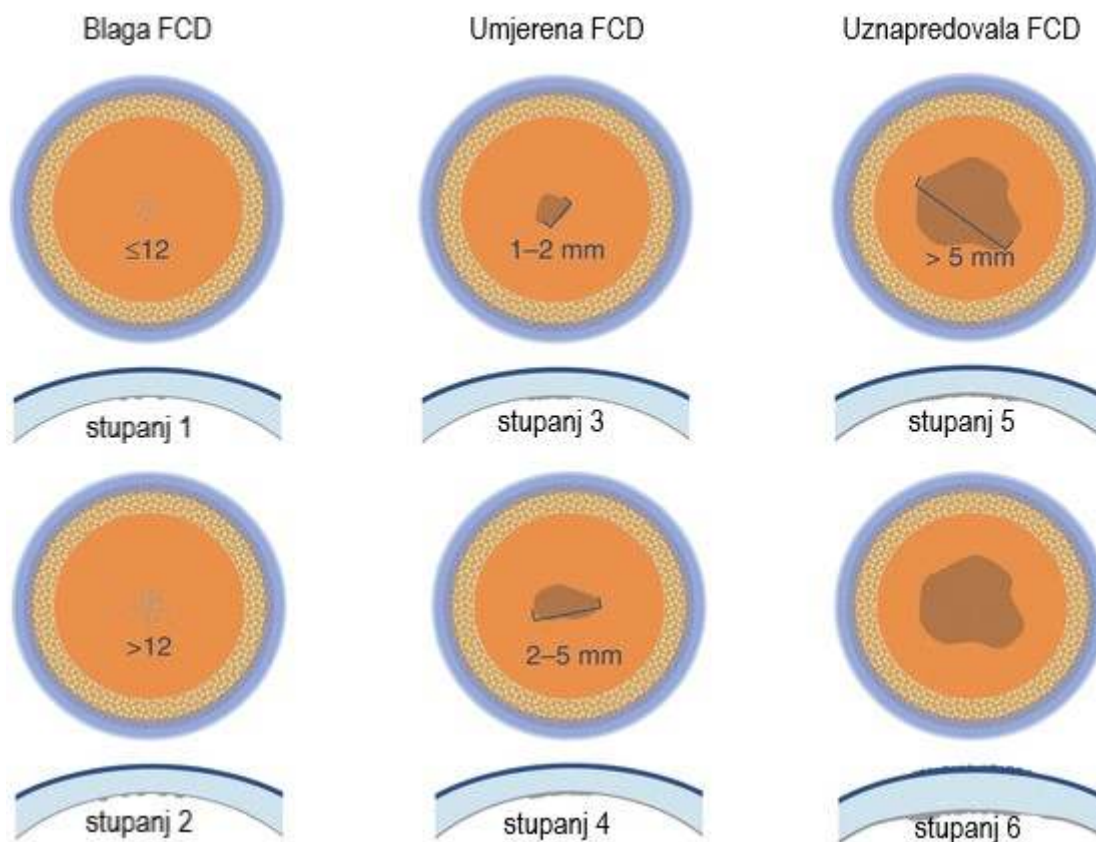 Blaga FCD
Umjerena FCD
Uznapredovala FCD
≤12
1–2 mm
> 5 mm
stupanj 1
stupanj 3
stupanj 5
>12
2–5 mm
stupanj 2
stupanj 4
stupanj 6